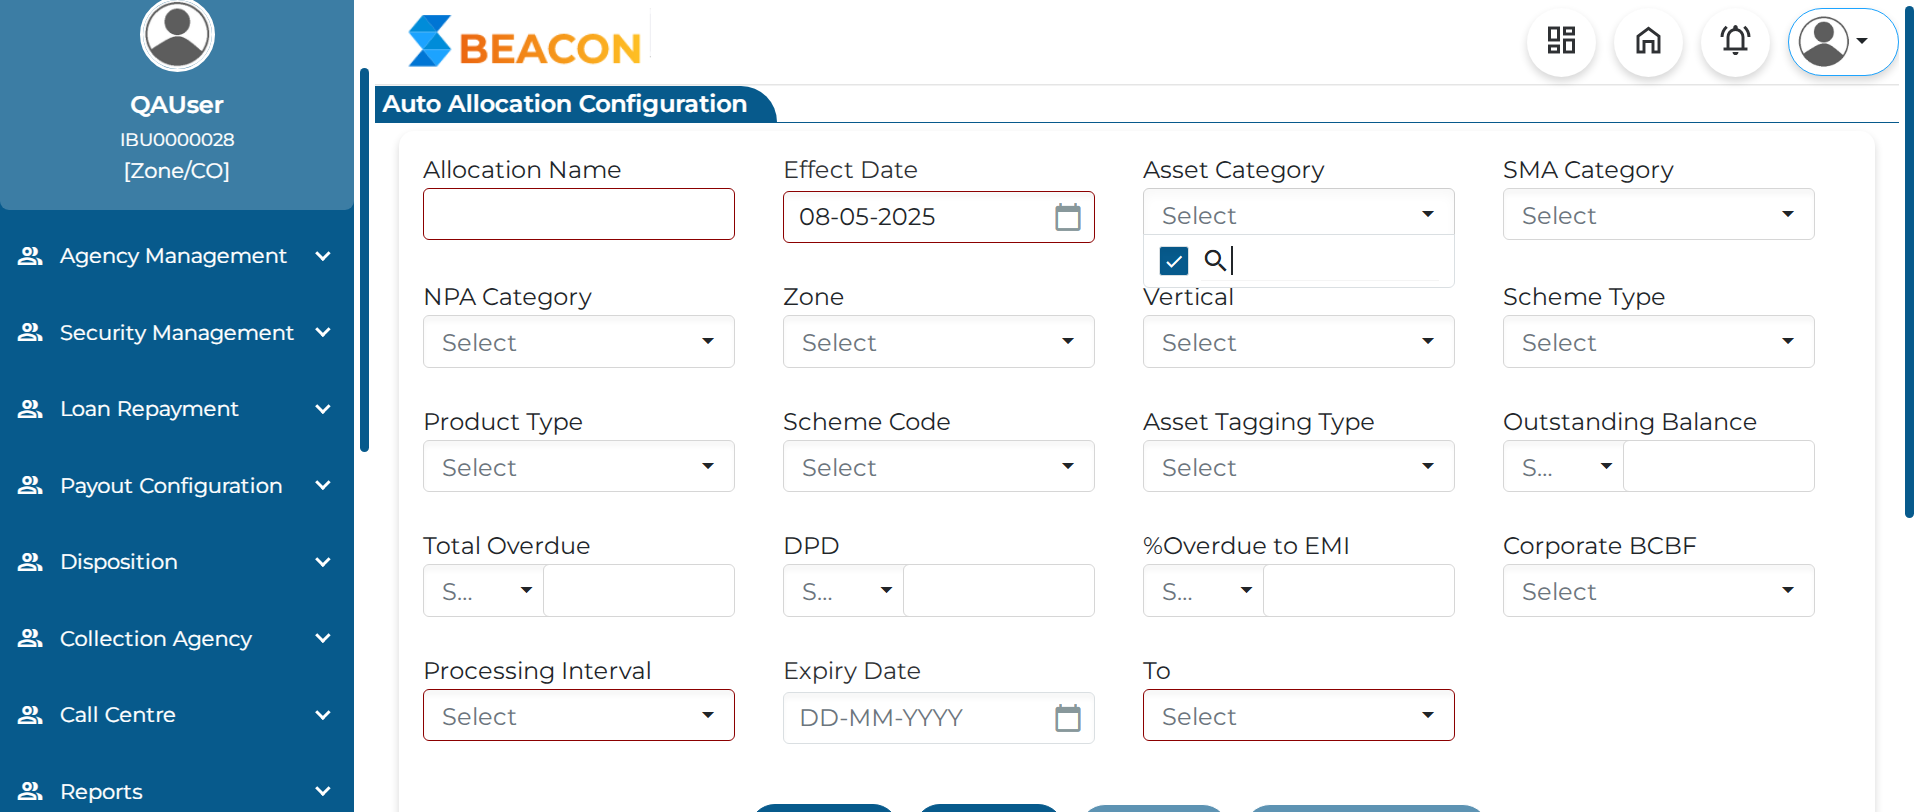 QAUser
IBU0000028
[Zone/CO]
Agency Management
Security Management
Loan Repayment
Payout Configuration
Disposition
Collection Agency
Call Centre
Reports
BEACON
Auto Allocation Configuration
Allocation Name
Effect Date
08-05-2025
Asset Category
Select
SMA Category
Select
NPA Category
Select
Zone
Select
Vertical
Select
Scheme Type
Select
Product Type
Select
Scheme Code
Select
Asset Tagging Type
Select
Outstanding Balance
S...
Total Overdue
S...
DPD
S...
%Overdue to EMI
S...
Corporate BCBF
Select
Processing Interval
Select
Expiry Date
DD-MM-YYYY
To
Select